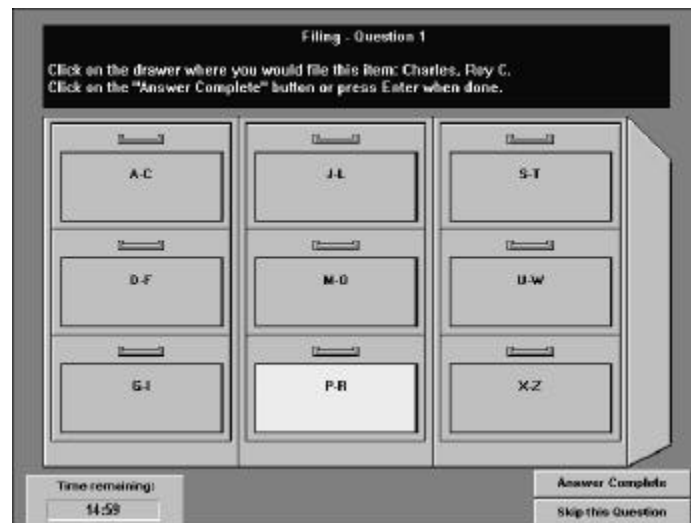 Filing - Question 1
Click on the drawer where you would file this item: Charles, Roy C.
Click on the "Answer Complete" button or press Enter when done.
A-C
J-L
S-T
D-F
M-O
U-W
G-I
P-R
X-Z
Time remaining:
14:59
Answer Complete
Skip this Question